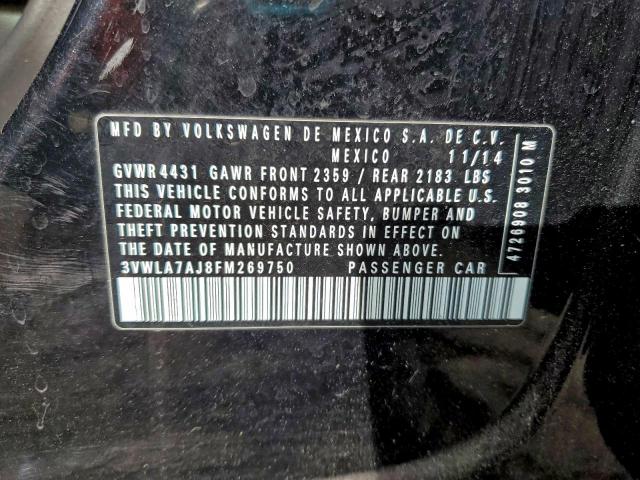 MFD BY VOLKSWAGEN DE MEXICO S.A. DE C.V.
MEXICO 11/14
GVWR 4431 GAWR FRONT 2359 / REAR 2183 LBS
THIS VEHICLE CONFORMS TO ALL APPLICABLE U.S.
FEDERAL MOTOR VEHICLE SAFETY, BUMPER AND
THEFT PREVENTION STANDARDS IN EFFECT ON
THE DATE OF MANUFACTURE SHOWN ABOVE.
3VWLA7AJ8FM269750 PASSENGER CAR
4726908 3010 M